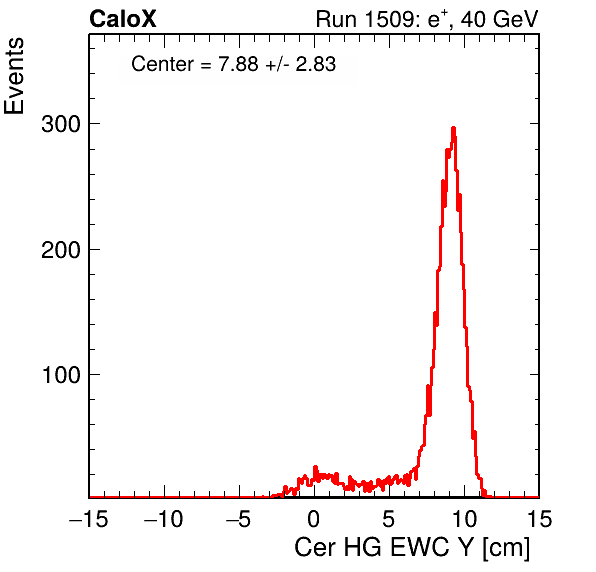 CaloX Run 1509: e⁺, 40 GeV
Center = 7.88 +/- 2.83
Events
300
200
100
−15 −10 −5 0 5 10 15
Cer HG EWC Y [cm]